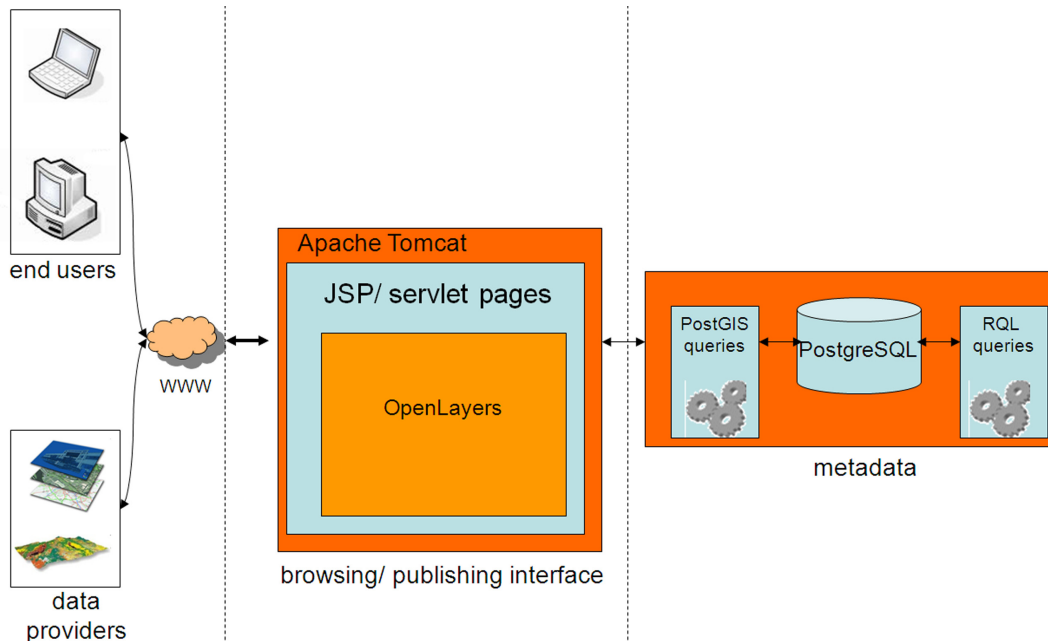 end users
data
providers
WWW
Apache Tomcat
JSP/ servlet pages
OpenLayers
browsing/ publishing interface
PostGIS
queries
PostgreSQL
RQL
queries
metadata